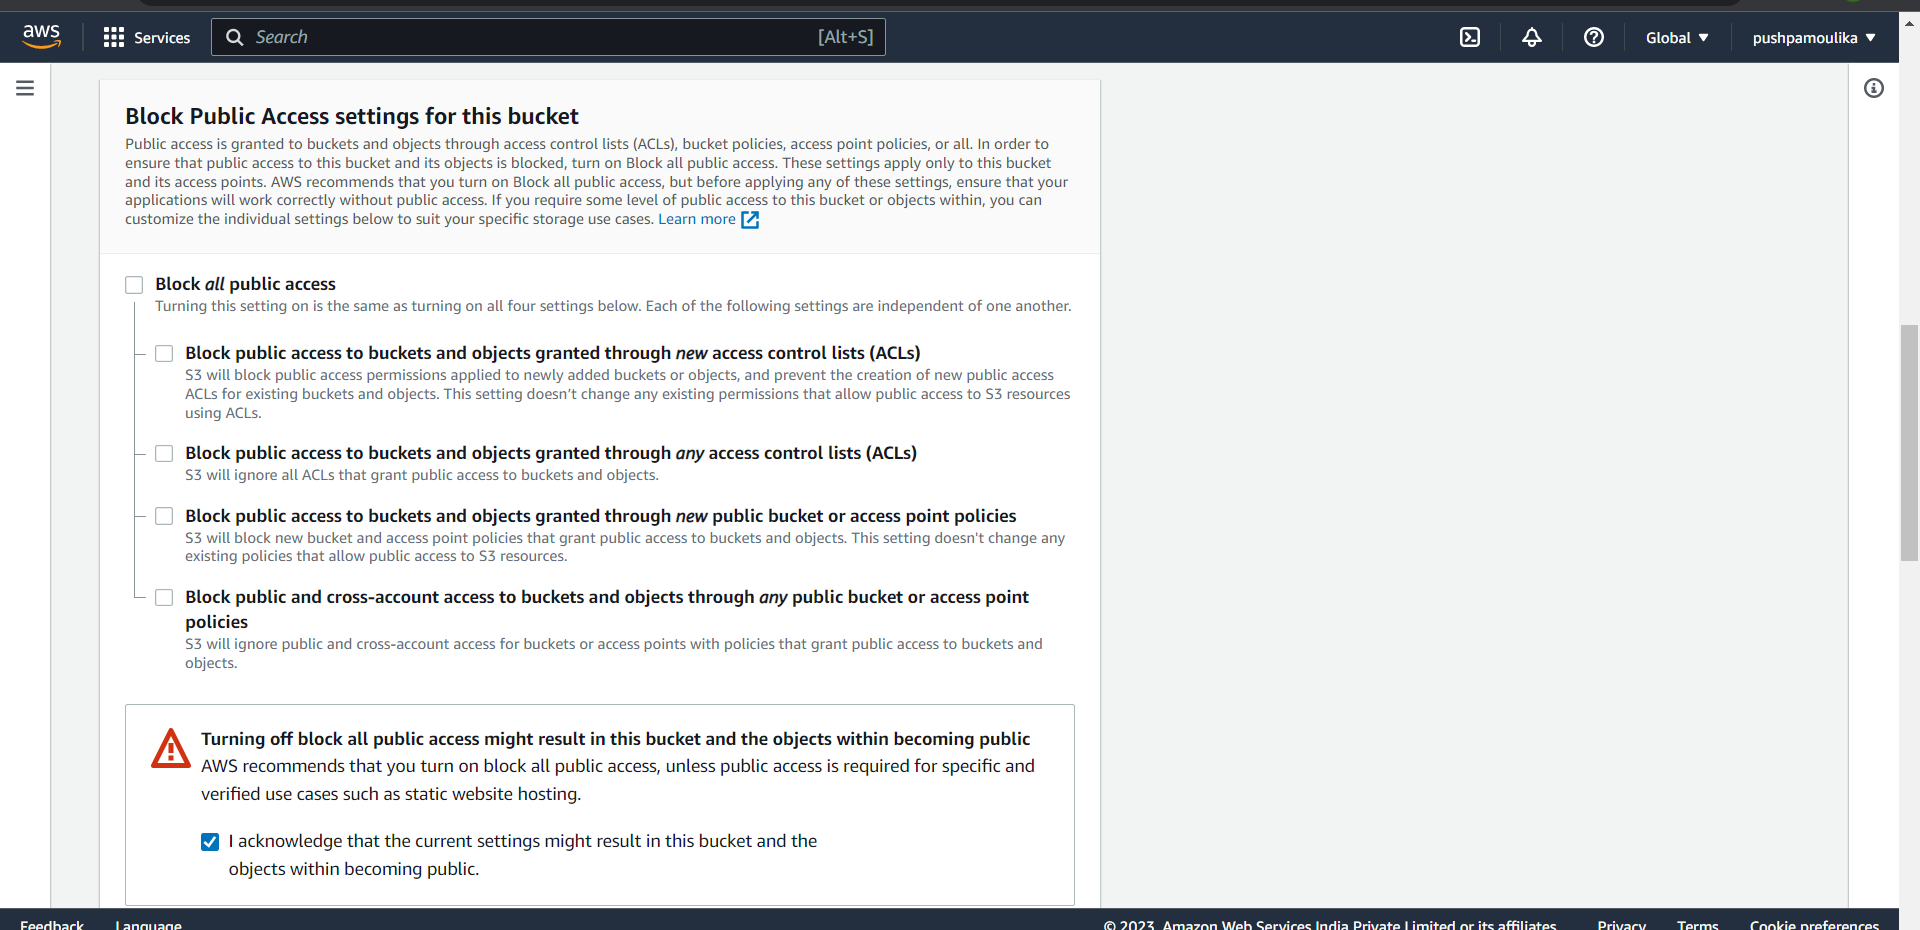 aws
Services
Search
[Alt+S]
Global
pushpamoulika
Block Public Access settings for this bucket
Public access is granted to buckets and objects through access control lists (ACLs), bucket policies, access point policies, or all. In order to
ensure that public access to this bucket and its objects is blocked, turn on Block all public access. These settings apply only to this bucket
and its access points. AWS recommends that you turn on Block all public access, but before applying any of these settings, ensure that your
applications will work correctly without public access. If you require some level of public access to this bucket or objects within, you can
customize the individual settings below to suit your specific storage use cases. Learn more
Block all public access
Turning this setting on is the same as turning on all four settings below. Each of the following settings are independent of one another.
Block public access to buckets and objects granted through new access control lists (ACLs)
S3 will block public access permissions applied to newly added buckets or objects, and prevent the creation of new public access
ACLs for existing buckets and objects. This setting doesn't change any existing permissions that allow public access to S3 resources
using ACLs.
Block public access to buckets and objects granted through any access control lists (ACLs)
S3 will ignore all ACLs that grant public access to buckets and objects.
Block public access to buckets and objects granted through new public bucket or access point policies
S3 will block new bucket and access point policies that grant public access to buckets and objects. This setting doesn't change any
existing policies that allow public access to S3 resources.
Block public and cross-account access to buckets and objects through any public bucket or access point
policies
S3 will ignore public and cross-account access for buckets or access points with policies that grant public access to buckets and
objects.
Turning off block all public access might result in this bucket and the objects within becoming public
AWS recommends that you turn on block all public access, unless public access is required for specific and
verified use cases such as static website hosting.
I acknowledge that the current settings might result in this bucket and the
objects within becoming public.
Feedback
Language
© 2023, Amazon Web Services India Private Limited or its affiliates.
Privacy
Terms
Cookie preferences